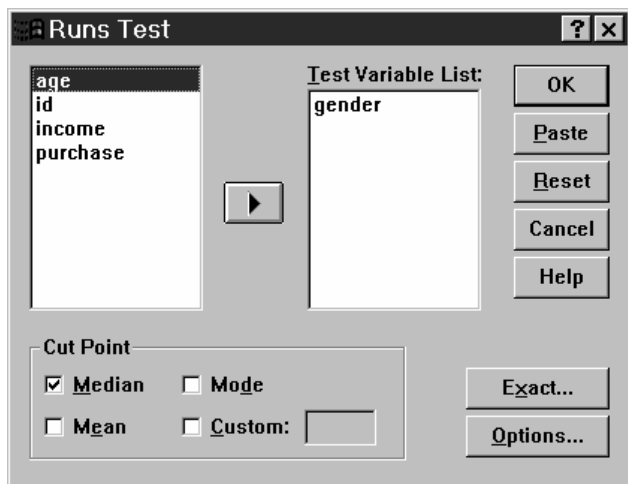 Runs Test
age
id
income
purchase
Test Variable List:
gender
OK
Paste
Reset
Cancel
Help
Cut Point
Median
Mode
Mean
Custom:
Exact...
Options...